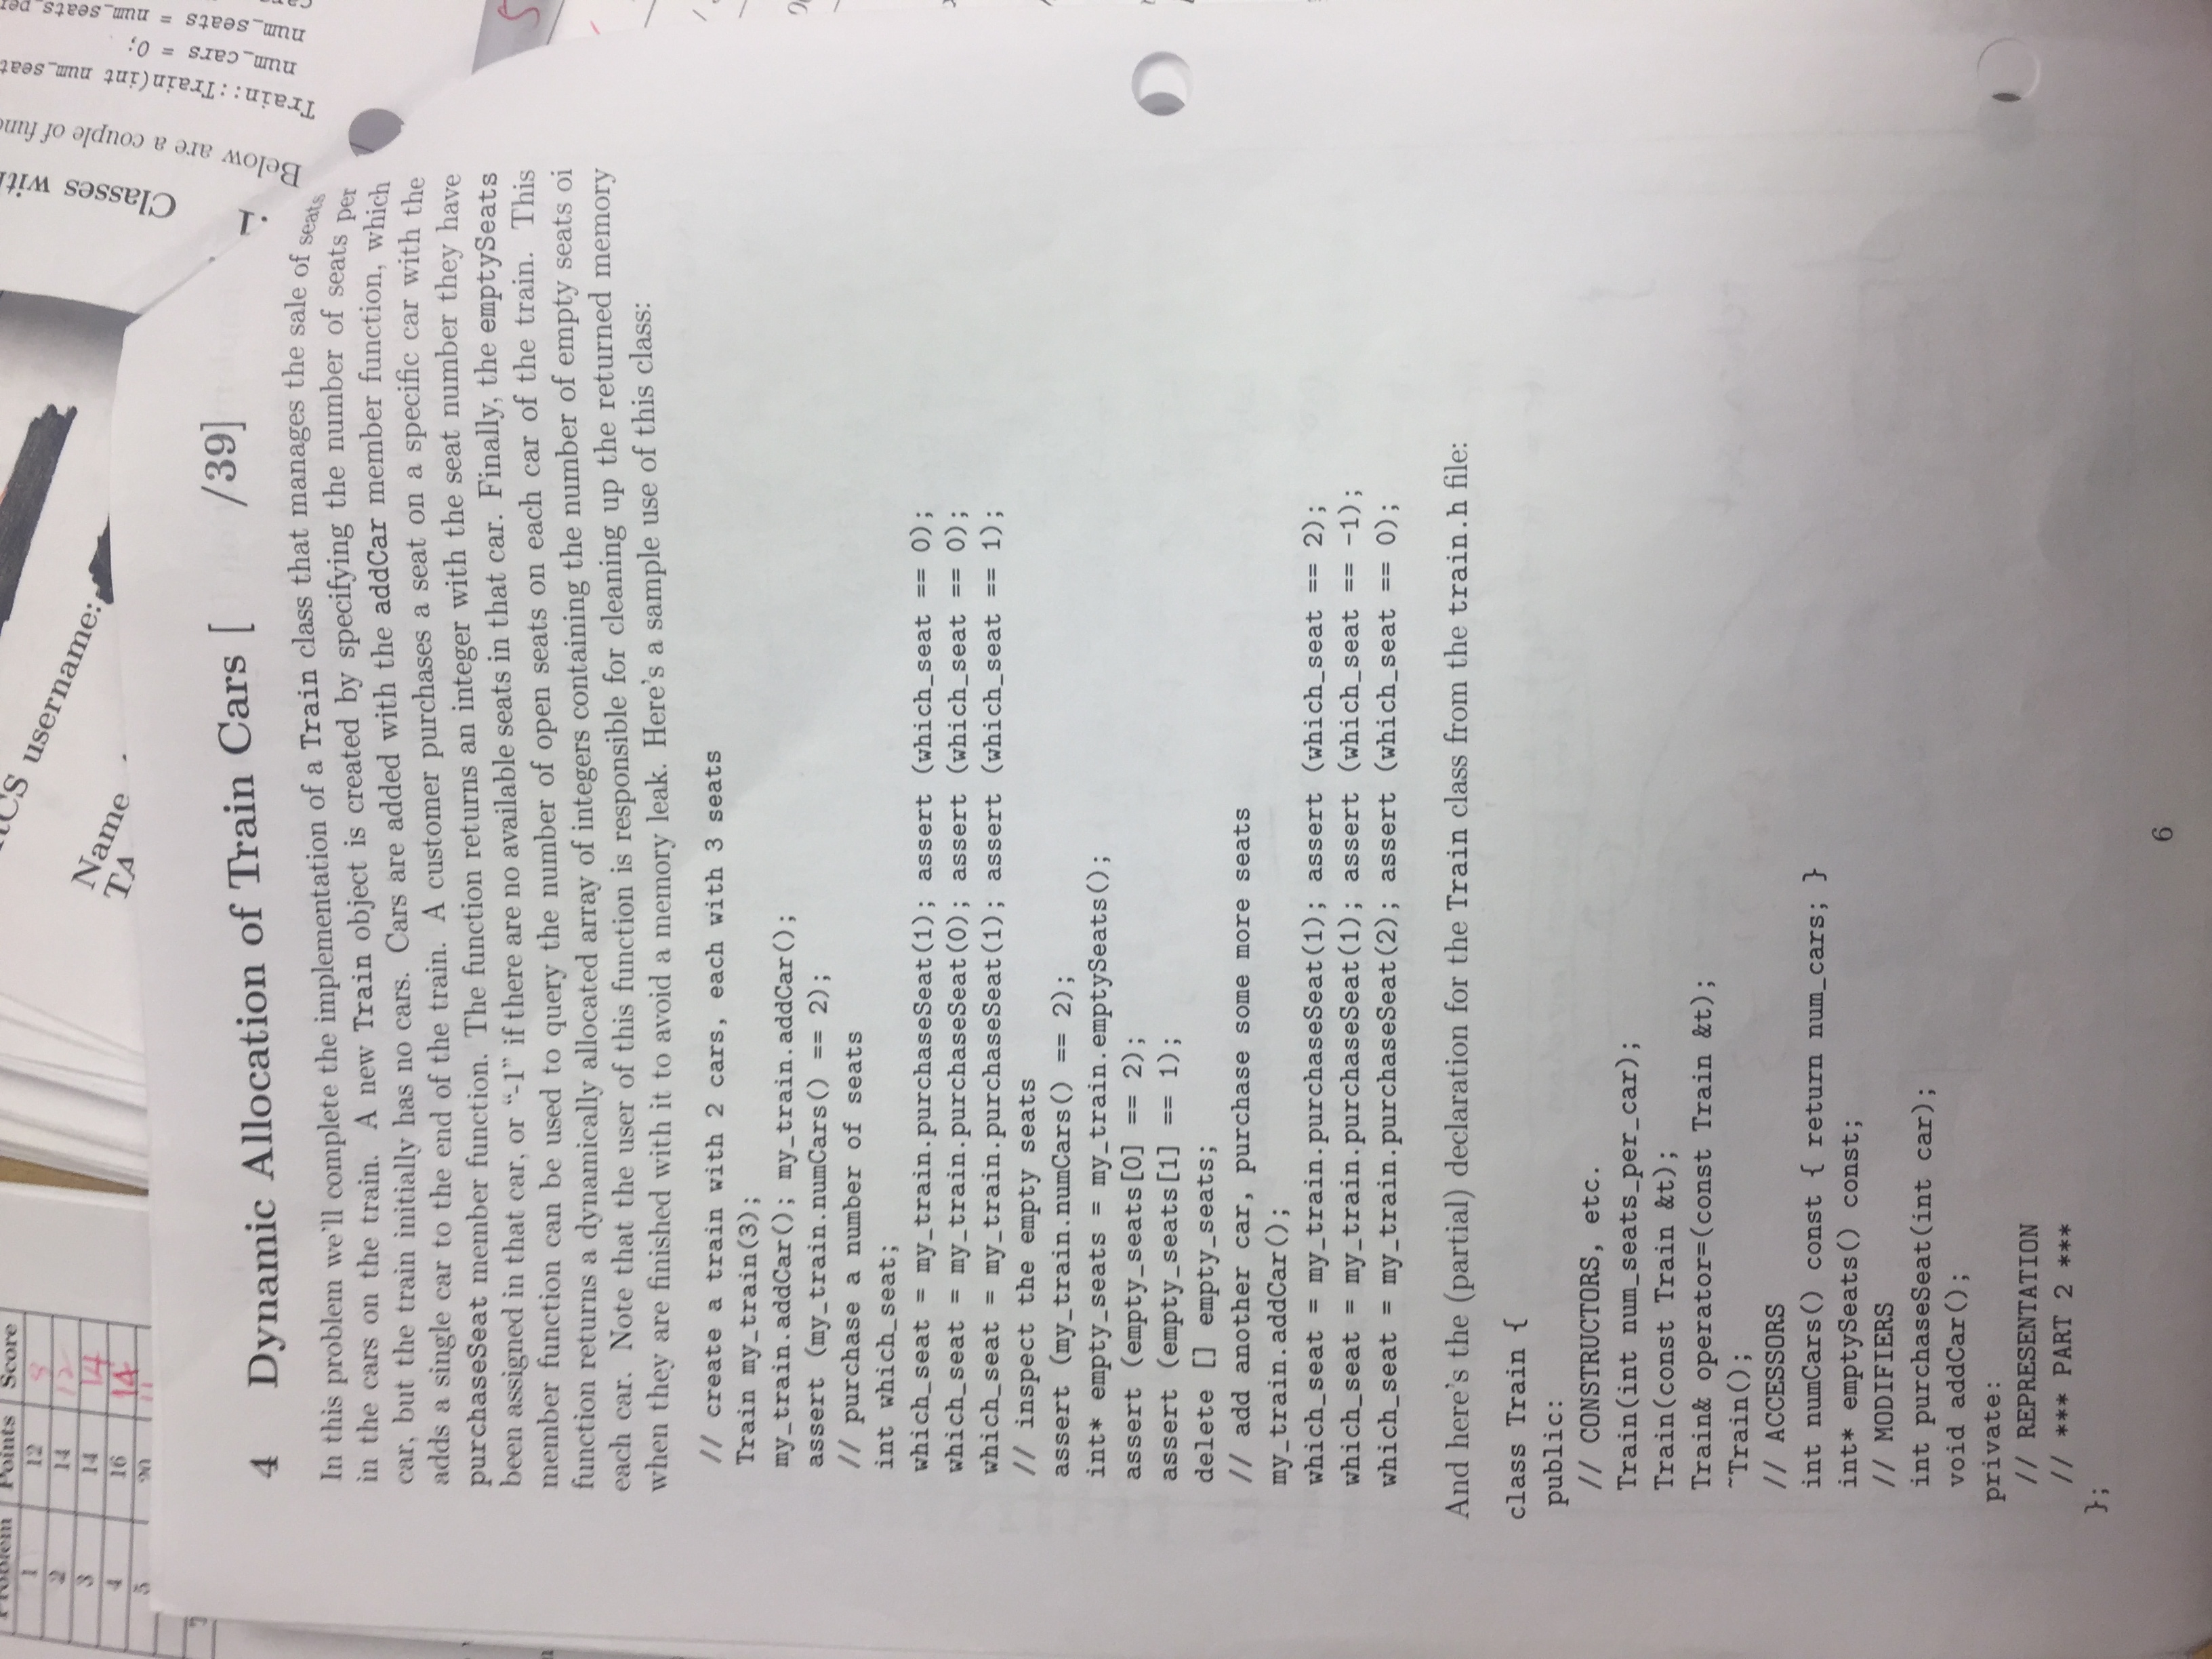 Problem Points Score
1 12 8
2 14 12
3 14 14
4 16 14
5 20
CS username:
Name
TA
.1 Classes with
Below are a couple of func
Train::Train(int num_seat
num_cars = 0;
num_seats = num_seats_per
4 Dynamic Allocation of Train Cars [ /39]
In this problem we'll complete the implementation of a Train class that manages the sale of seats
in the cars on the train. A new Train object is created by specifying the number of seats per
car, but the train initially has no cars. Cars are added with the addCar member function, which
adds a single car to the end of the train. A customer purchases a seat on a specific car with the
purchaseSeat member function. The function returns an integer with the seat number they have
been assigned in that car, or “-1” if there are no available seats in that car. Finally, the emptySeats
member function can be used to query the number of open seats on each car of the train. This
function returns a dynamically allocated array of integers containing the number of empty seats oi
each car. Note that the user of this function is responsible for cleaning up the returned memory
when they are finished with it to avoid a memory leak. Here's a sample use of this class:
// create a train with 2 cars, each with 3 seats
Train my_train(3);
my_train.addCar(); my_train.addCar();
assert (my_train.numCars() == 2);
// purchase a number of seats
int which_seat;
which_seat = my_train.purchaseSeat(1); assert (which_seat == 0);
which_seat = my_train.purchaseSeat(0); assert (which_seat == 0);
which_seat = my_train.purchaseSeat(1); assert (which_seat == 1);
// inspect the empty seats
assert (my_train.numCars() == 2);
int* empty_seats = my_train.emptySeats();
assert (empty_seats[0] == 2);
assert (empty_seats[1] == 1);
delete [] empty_seats;
// add another car, purchase some more seats
my_train.addCar();
which_seat = my_train.purchaseSeat(1); assert (which_seat == 2);
which_seat = my_train.purchaseSeat(1); assert (which_seat == -1);
which_seat = my_train.purchaseSeat(2); assert (which_seat == 0);
And here's the (partial) declaration for the Train class from the train.h file:
class Train {
public:
// CONSTRUCTORS, etc.
Train(int num_seats_per_car);
Train(const Train &t);
Train& operator=(const Train &t);
~Train();
// ACCESSORS
int numCars() const { return num_cars; }
int* emptySeats() const;
// MODIFIERS
int purchaseSeat(int car);
void addCar();
private:
// REPRESENTATION
// *** PART 2 ***
};
6